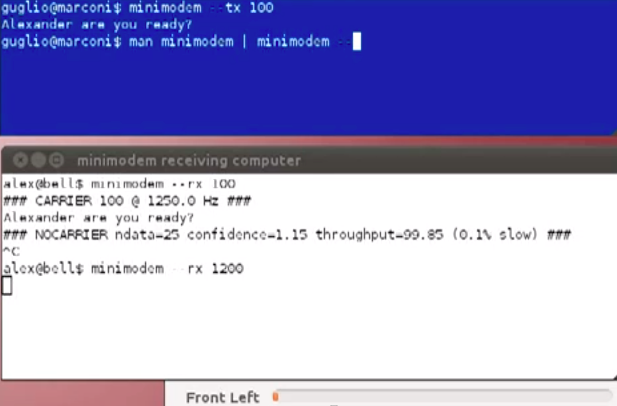 guglio@marconi$ minimodem --tx 100
Alexander are you ready?
guglio@marconi$ man minimodem | minimodem --
minimodem receiving computer
alex@bell$ minimodem --rx 100
### CARRIER 100 @ 1250.0 Hz ###
Alexander are you ready?
### NOCARRIER ndata=25 confidence=1.15 throughput=99.85 (0.1% slow) ###
^C
alex@bell$ minimodem --rx 1200
Front Left